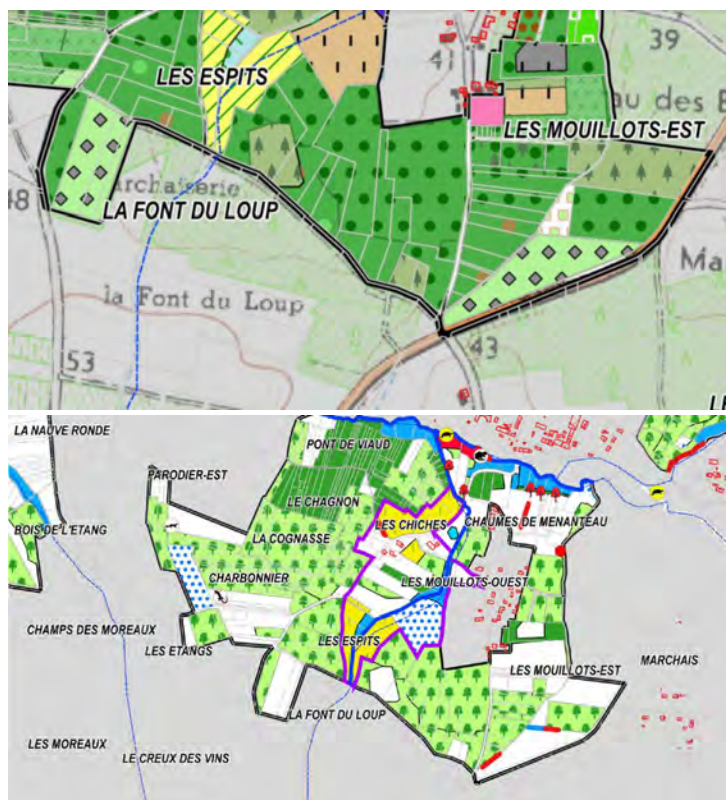 39
41
LES ESPITS
au des
LES MOUILLOTS-EST
archaiserie
48
LA FONT DU LOUP
Ma
la Font du Loup
43
53
LA NAUVE RONDE
PONT DE VIAUD
PARODIER-EST
LE CHAGNON
LES CHICHES
CHAUMES DE MENANTEAU
BOIS DE L'ETANG
LA COGNASSE
CHARBONNIER
LES MOUILLOTS-OUEST
CHAMPS DES MOREAUX
LES ESPITS
LES ETANGS
LES MOUILLOTS-EST
MARCHAIS
LA FONT DU LOUP
LES MOREAUX
LE CREUX DES VINS